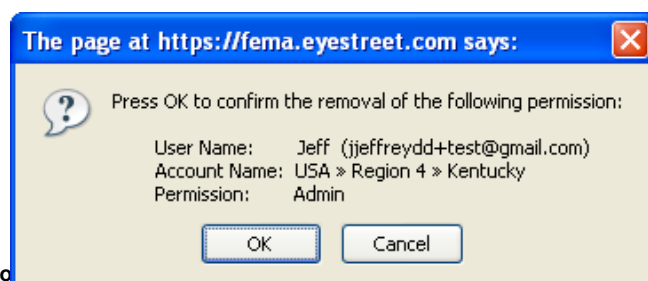 The page at https://fema.eyestreet.com says:
Press OK to confirm the removal of the following permission:
User Name: Jeff (jjeffreydd+test@gmail.com)
Account Name: USA » Region 4 » Kentucky
Permission: Admin
OK Cancel